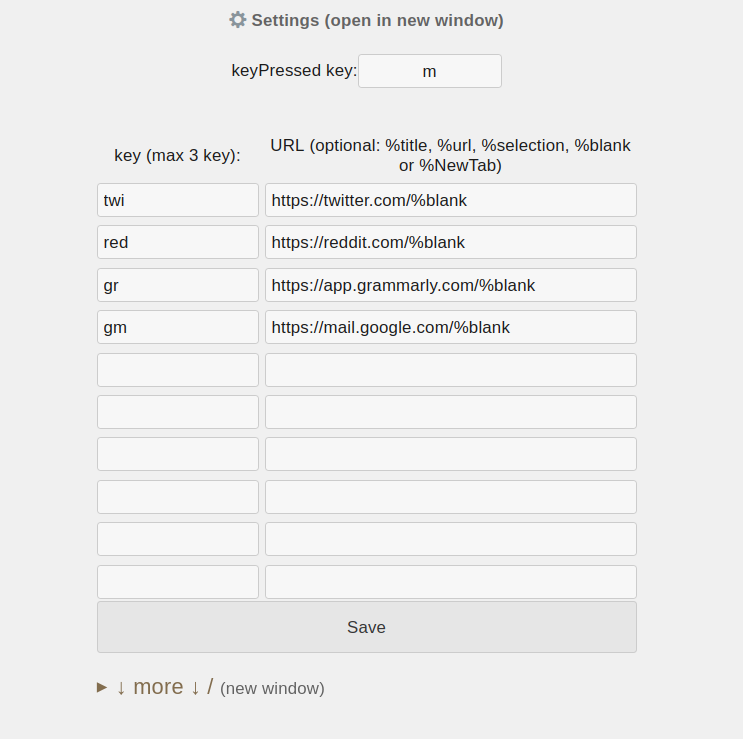 Settings (open in new window)
keyPressed key: m
key (max 3 key): URL (optional: %title, %url, %selection, %blank
or %NewTab)
twi https://twitter.com/%blank
red https://reddit.com/%blank
gr https://app.grammarly.com/%blank
gm https://mail.google.com/%blank
Save
▸ ↓ more ↓ / (new window)